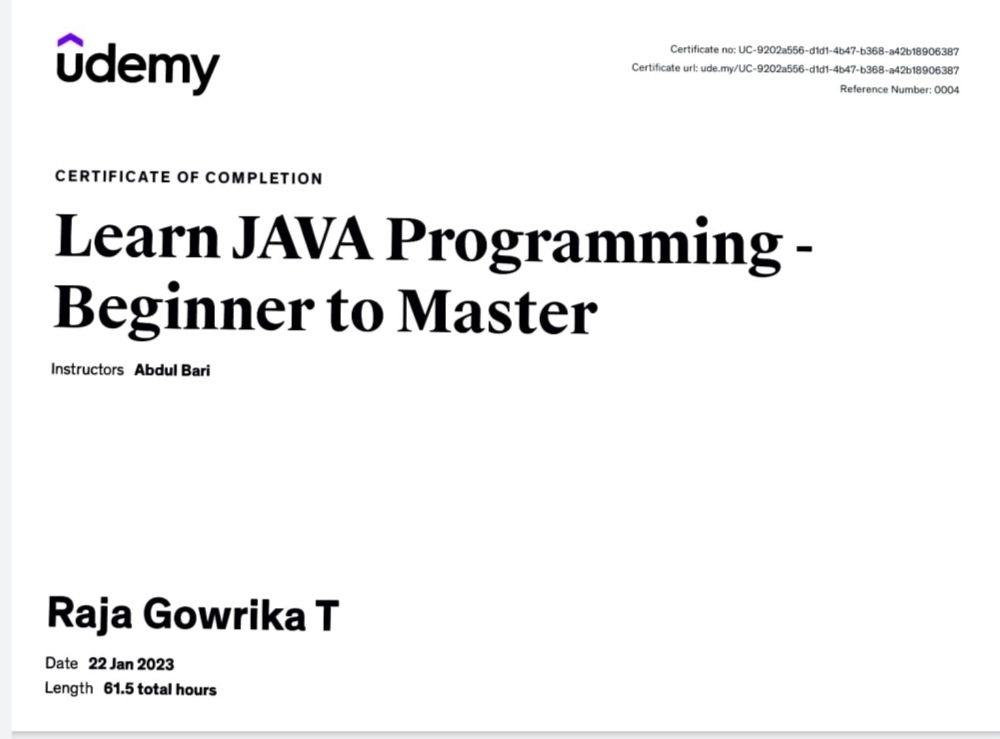 udemy
Certificate no: UC-9202a556-d1d1-4b47-b368-a42b18906387
Certificate url: ude.my/UC-9202a556-d1d1-4b47-b368-a42b18906387
Reference Number: 0004
CERTIFICATE OF COMPLETION
Learn JAVA Programming -
Beginner to Master
Instructors Abdul Bari
Raja Gowrika T
Date 22 Jan 2023
Length 61.5 total hours